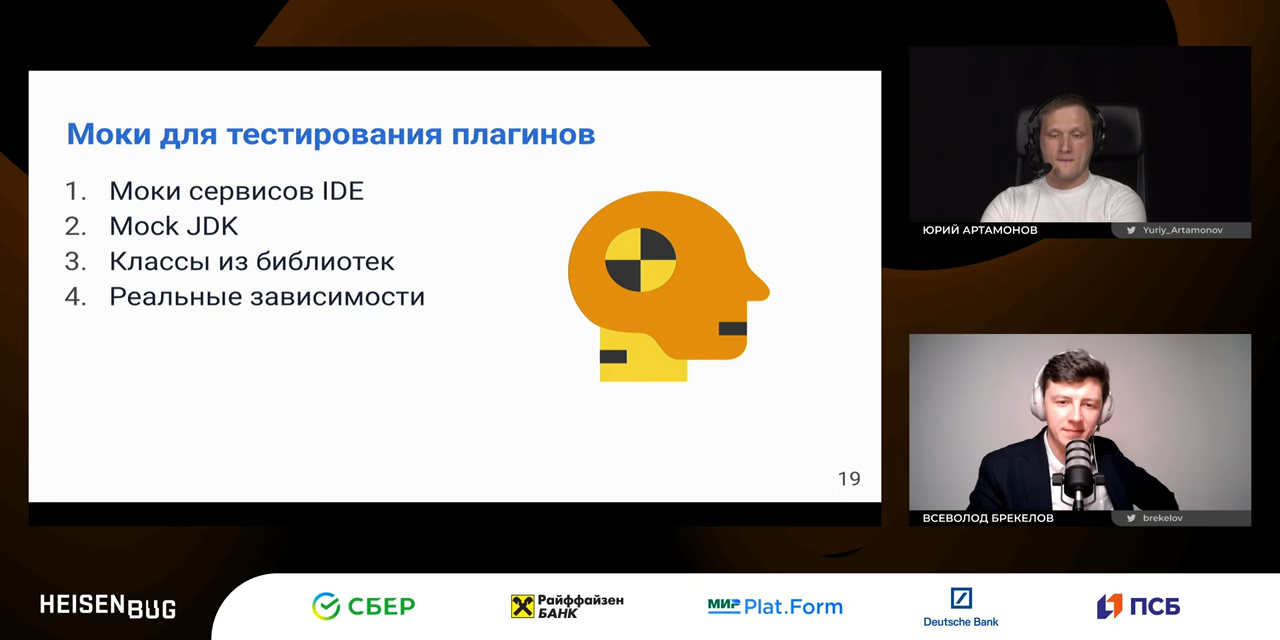 Моки для тестирования плагинов
1. Моки сервисов IDE
2. Mock JDK
3. Классы из библиотек
4. Реальные зависимости
19
ЮРИЙ АРТАМОНОВ
Yuriy_Artamonov
ВСЕВОЛОД БРЕКЕЛОВ
brekelov
HEISENBUG
СБЕР
Райффайзен
БАНК
МИР Plat.Form
Deutsche Bank
ПСБ